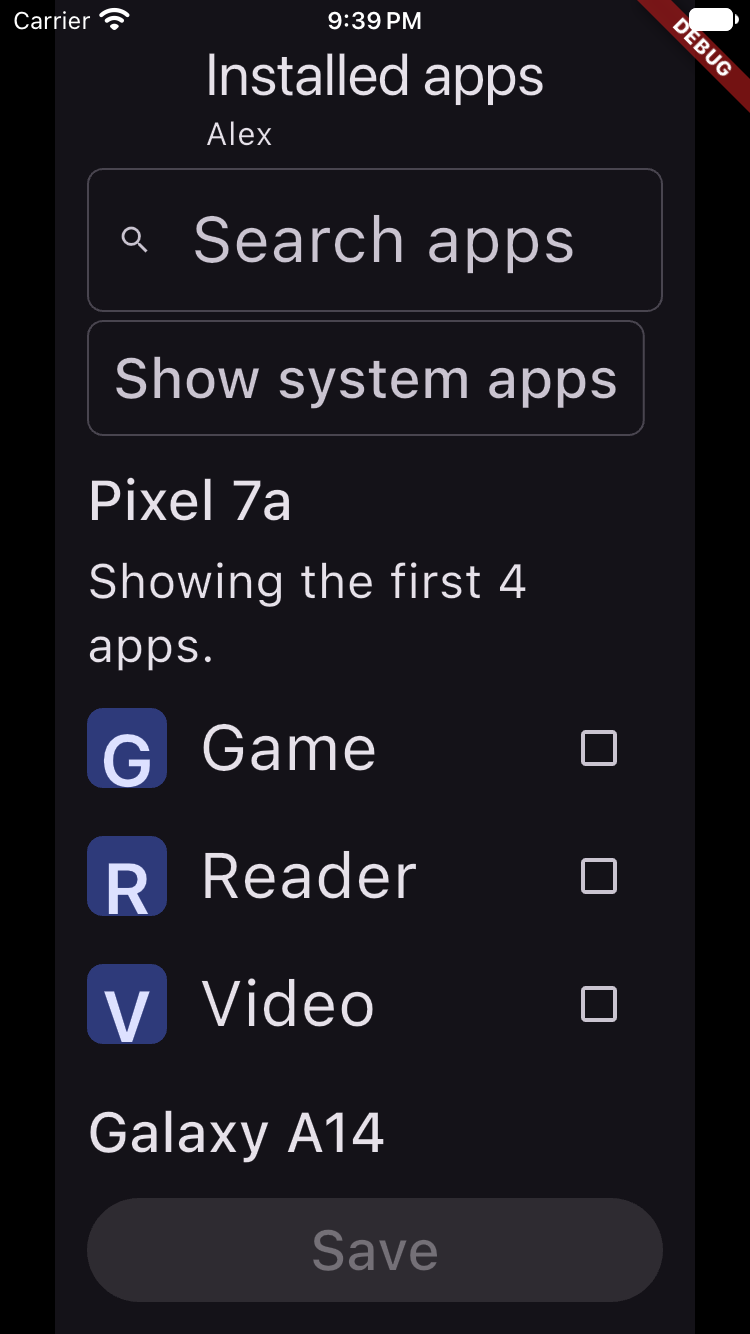 Carrier 9:39 PM
DEBUG
Installed apps
Alex
Search apps
Show system apps
Pixel 7a
Showing the first 4
apps.
G Game
R Reader
V Video
Galaxy A14
Save